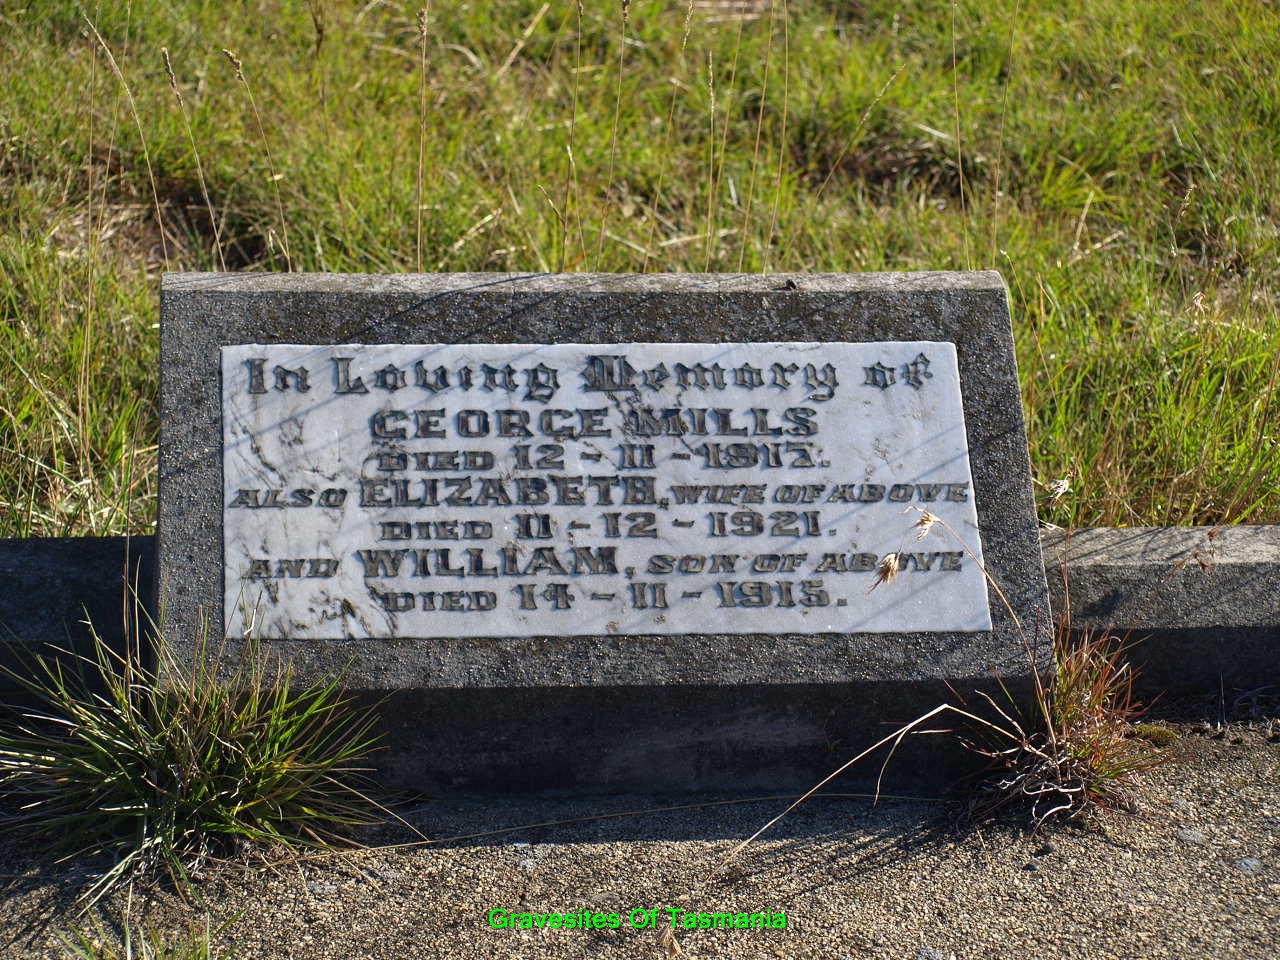 In Loving Memory of
GEORGE MILLS
DIED 12-11-
ALSO ELIZABETH, WIFE OF ABOVE
DIED 11-12-1921.
AND WILLIAM, SON OF ABOVE
DIED 14-11-1915.
Gravesites Of Tasmania